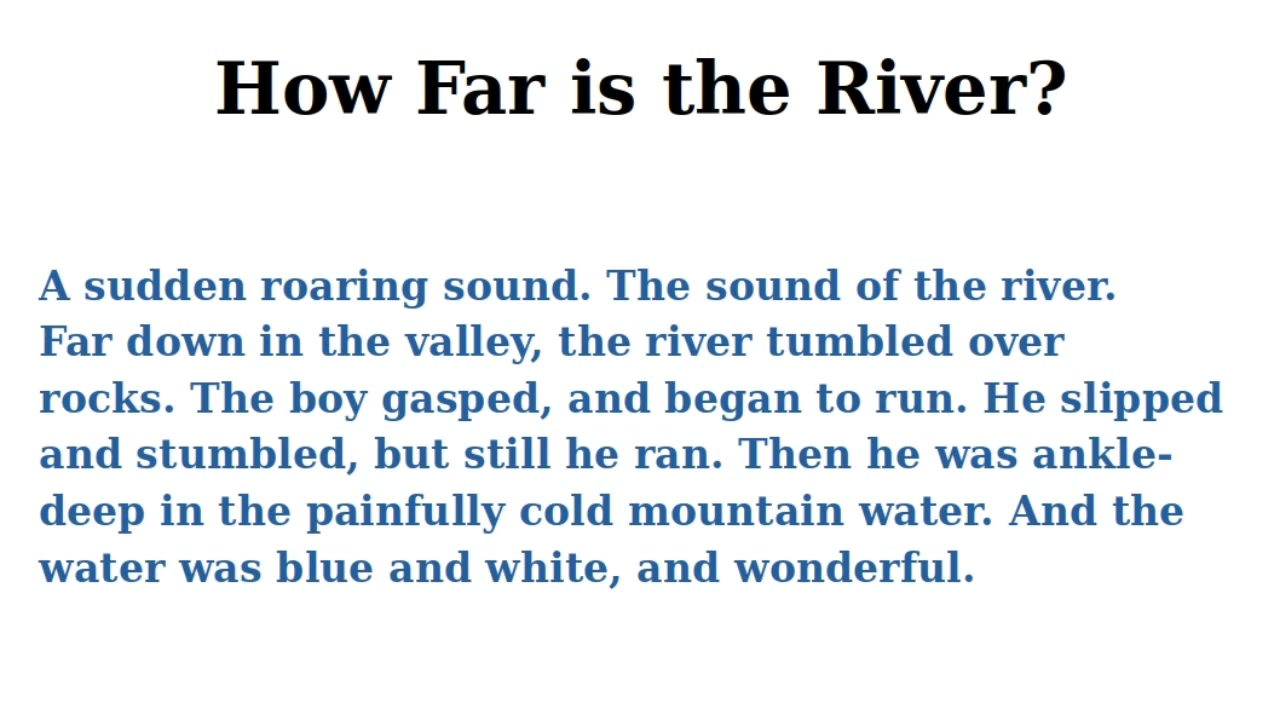 How Far is the River?
A sudden roaring sound. The sound of the river.
Far down in the valley, the river tumbled over
rocks. The boy gasped, and began to run. He slipped
and stumbled, but still he ran. Then he was ankle-
deep in the painfully cold mountain water. And the
water was blue and white, and wonderful.